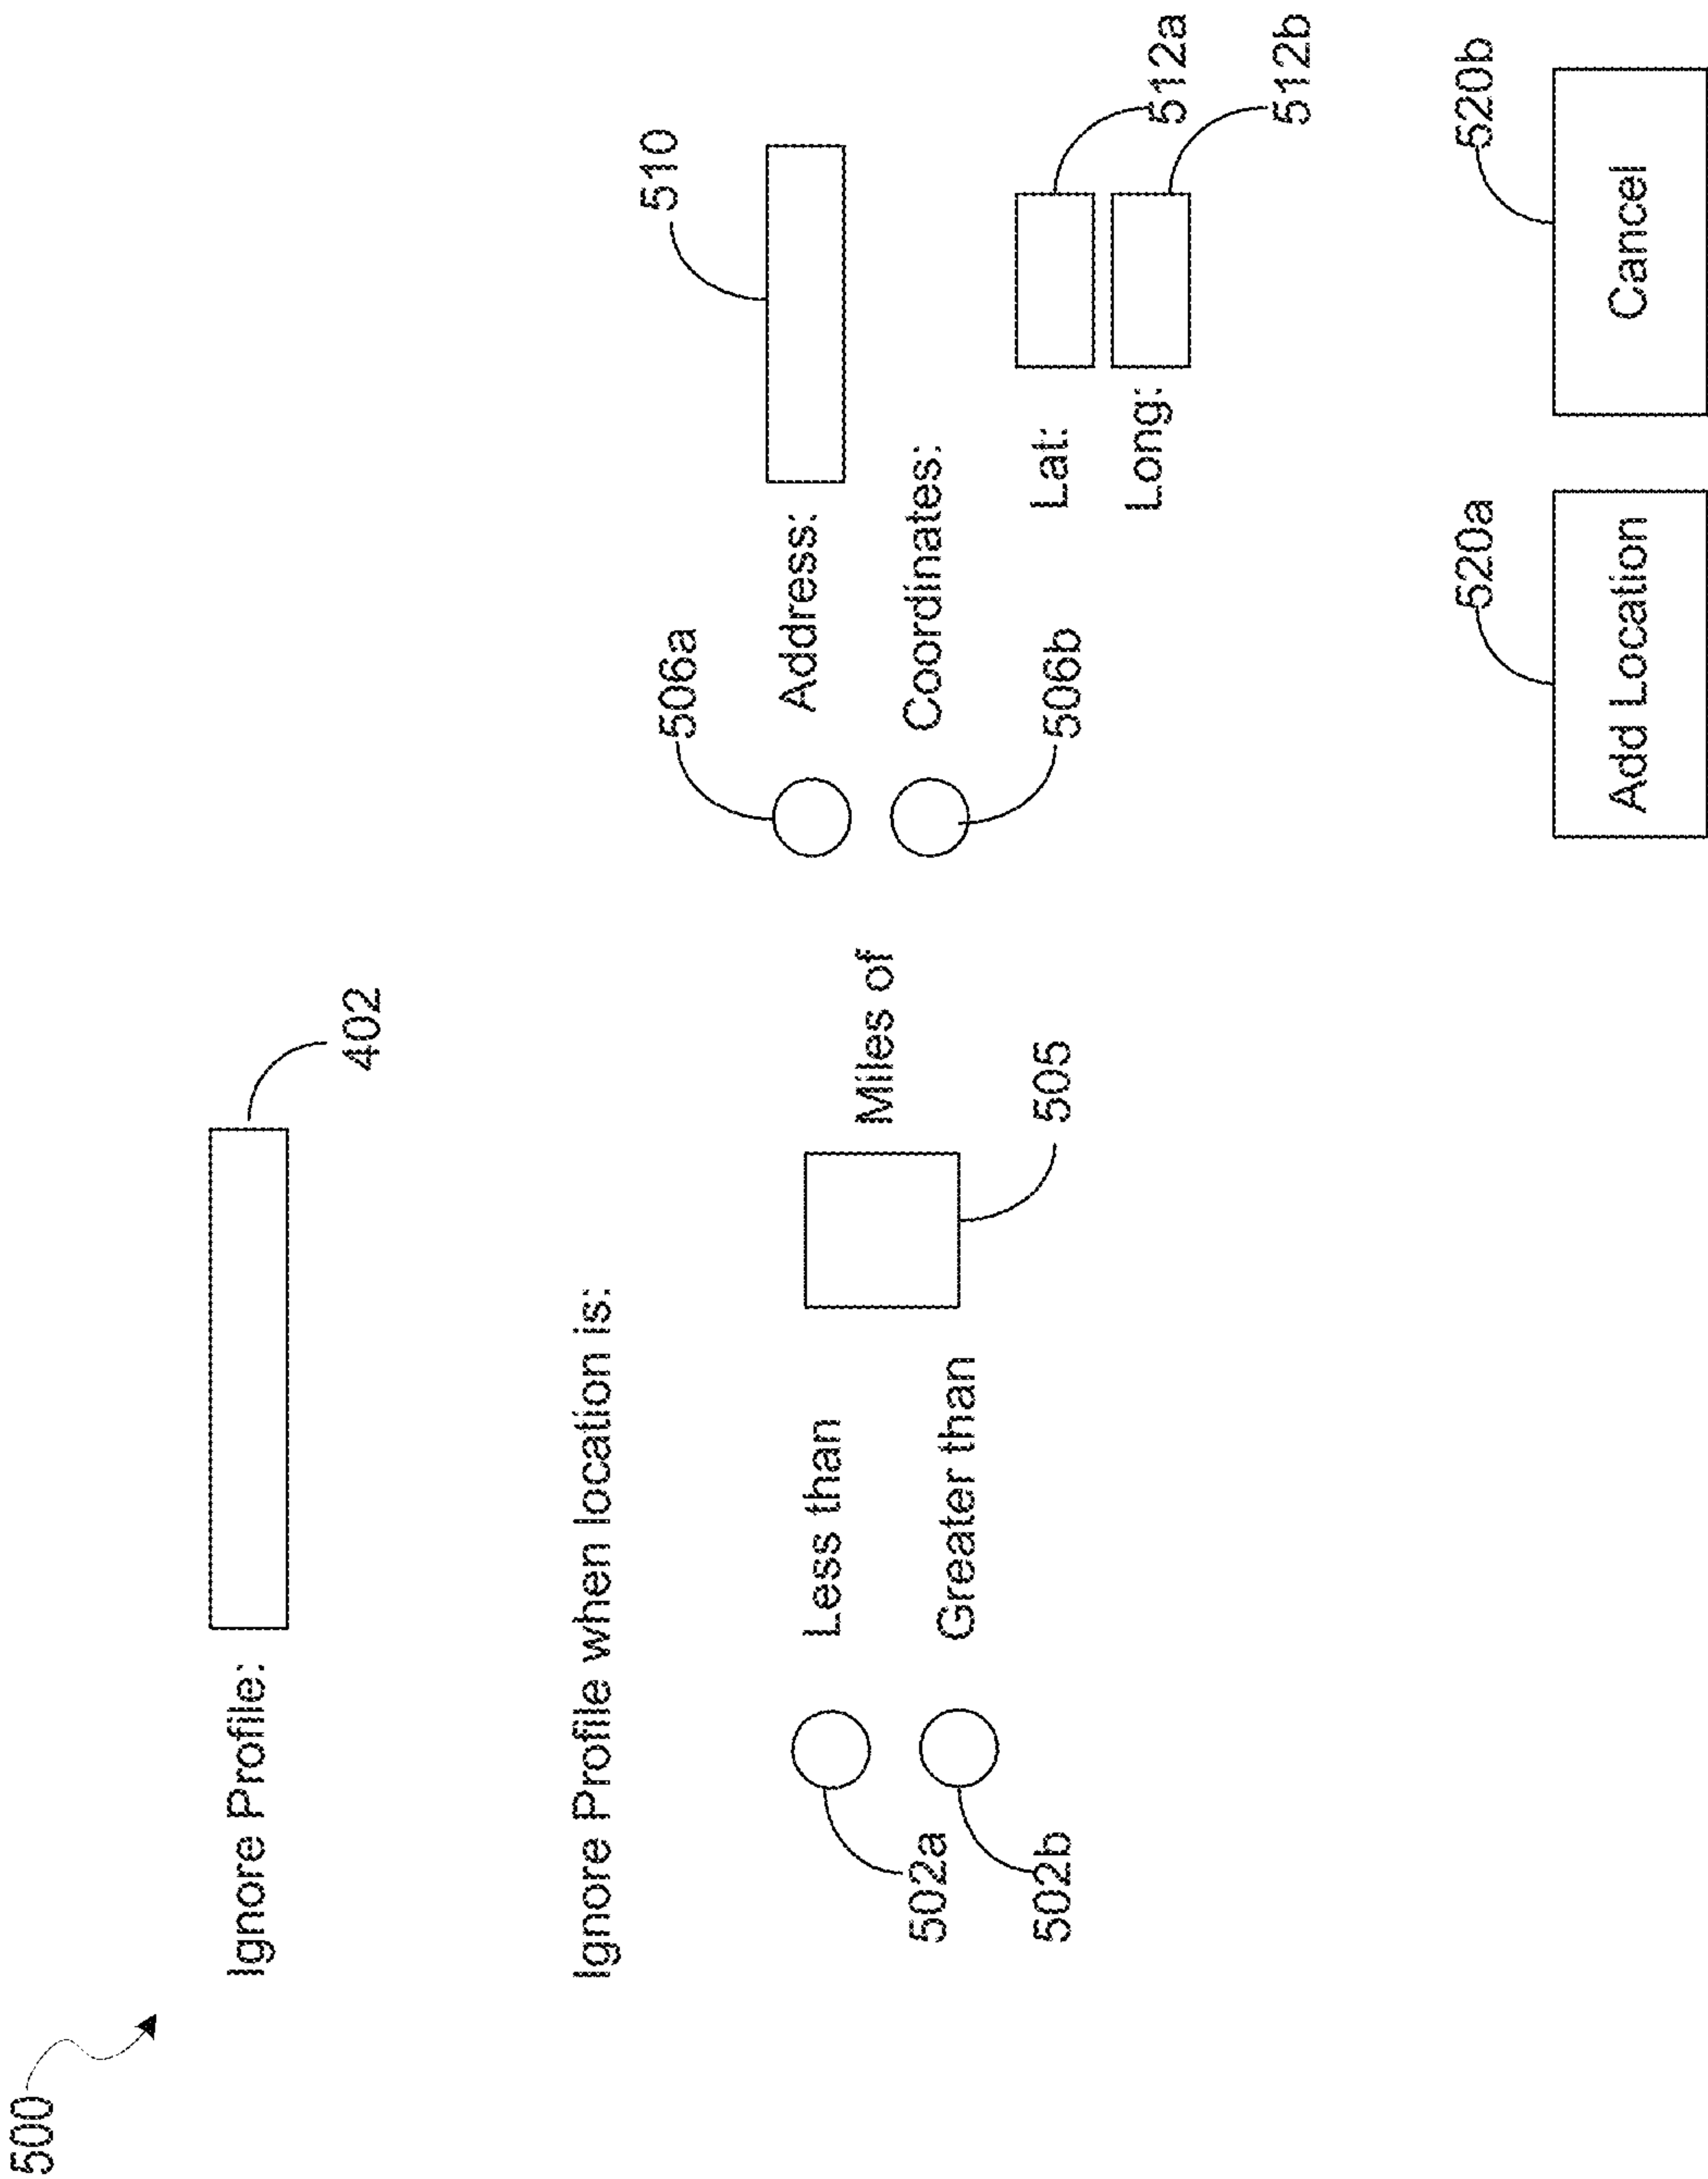 500
Ignore Profile:
402
Ignore Profile when location is:
502a
Less than
502b
Greater than
505
Miles of
506a
Address:
510
506b
Coordinates:
Lat:
512a
Long:
512b
520a
Add Location
520b
Cancel